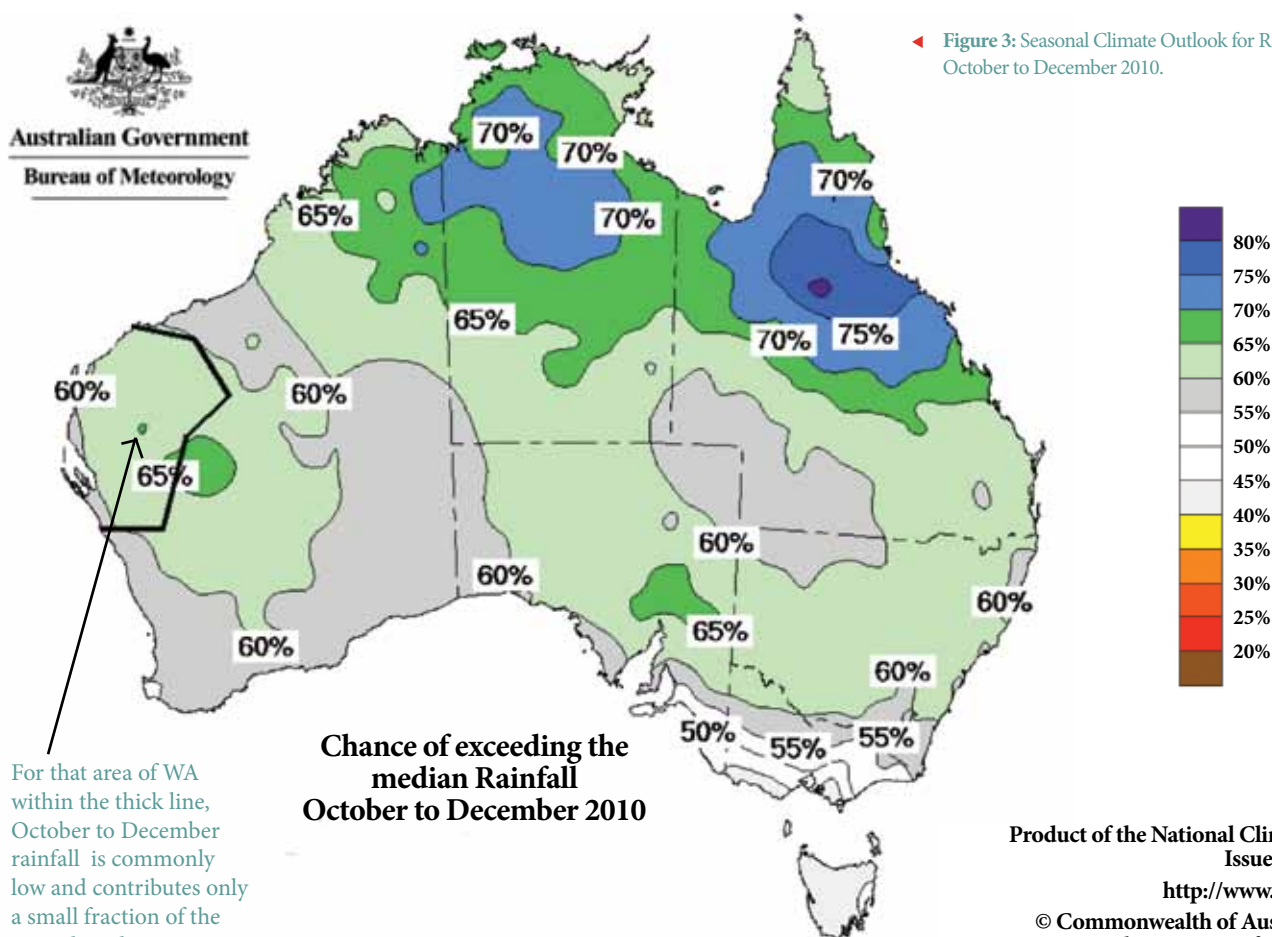 Figure 3: Seasonal Climate Outlook for R
October to December 2010.
Australian Government
Bureau of Meteorology
70%
70%
70%
65%
70%
65%
70%
75%
60%
60%
65%
60%
60%
60%
65%
60%
60%
50%
55%
55%
80%
75%
70%
65%
60%
55%
50%
45%
40%
35%
30%
25%
20%
Chance of exceeding the
median Rainfall
October to December 2010
For that area of WA
within the thick line,
October to December
rainfall is commonly
low and contributes only
a small fraction of the
Product of the National Clin
Issue
http://www.
© Commonwealth of Aus